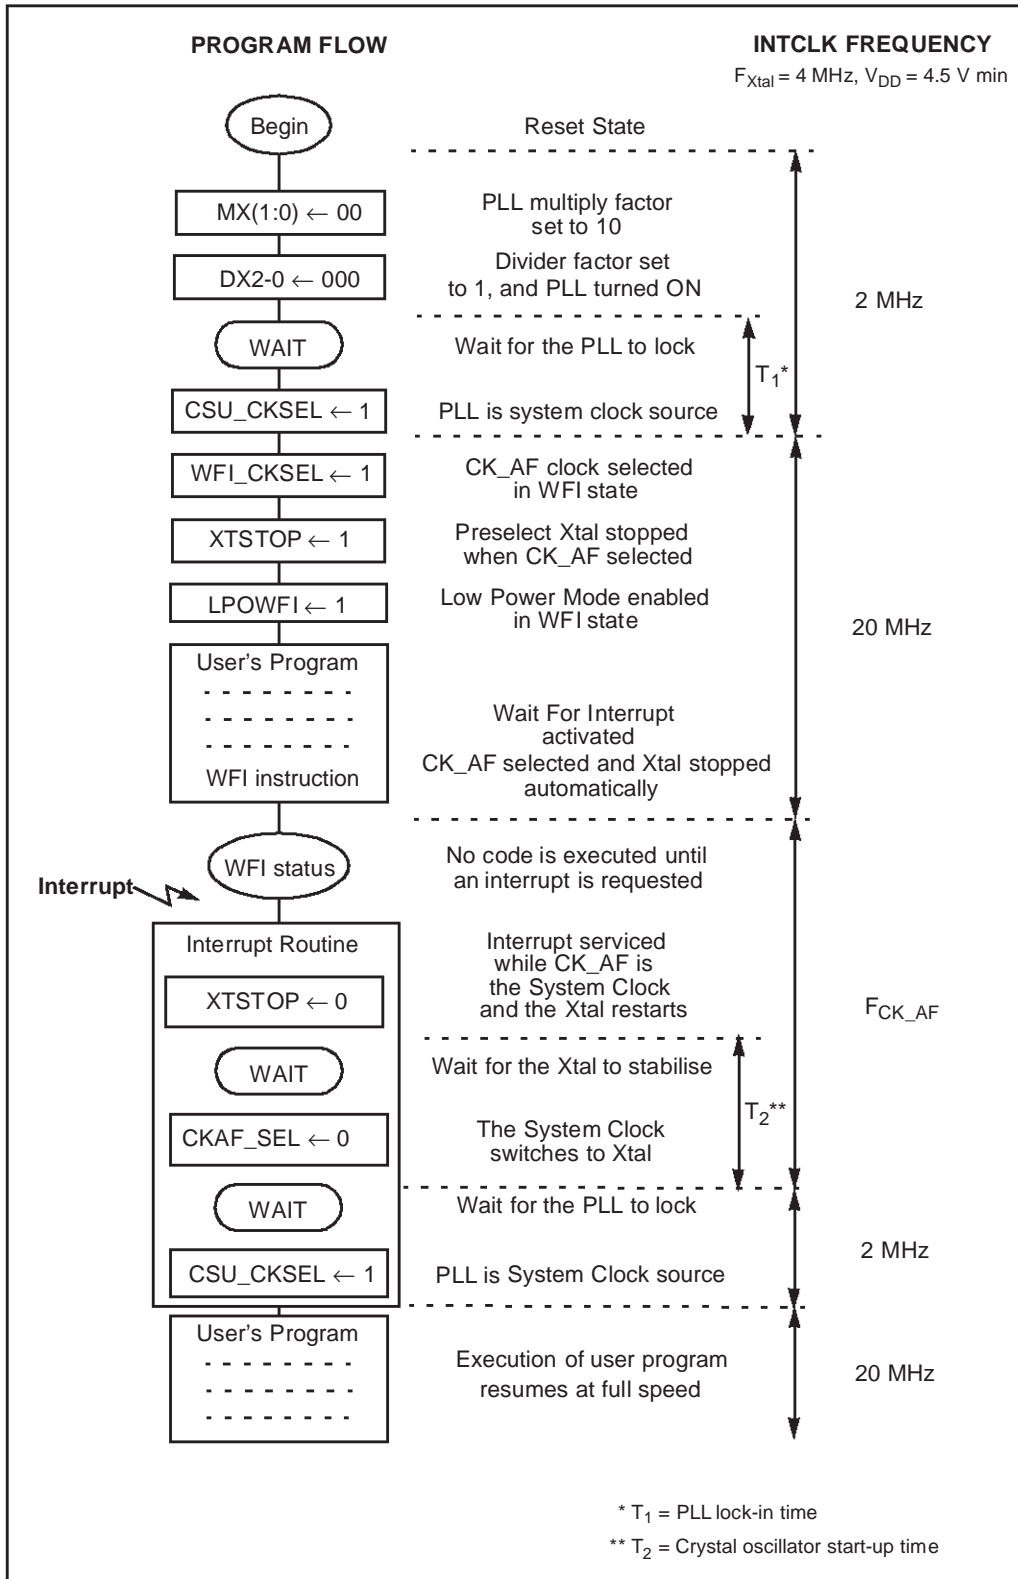 PROGRAM FLOW
INTCLK FREQUENCY
F_Xtal = 4 MHz, V_DD = 4.5 V min
Begin
Reset State
MX(1:0) ← 00
PLL multiply factor
set to 10
DX2-0 ← 000
Divider factor set
to 1, and PLL turned ON
2 MHz
WAIT
Wait for the PLL to lock
T_1*
CSU_CKSEL ← 1
PLL is system clock source
WFI_CKSEL ← 1
CK_AF clock selected
in WFI state
XTSTOP ← 1
Preselect Xtal stopped
when CK_AF selected
LPOWFI ← 1
Low Power Mode enabled
in WFI state
20 MHz
User's Program
WFI instruction
Wait For Interrupt
activated
CK_AF selected and Xtal stopped
automatically
WFI status
No code is executed until
an interrupt is requested
Interrupt
Interrupt Routine
Interrupt serviced
while CK_AF is
the System Clock
and the Xtal restarts
XTSTOP ← 0
F_CK_AF
WAIT
Wait for the Xtal to stabilise
T_2**
CKAF_SEL ← 0
The System Clock
switches to Xtal
WAIT
Wait for the PLL to lock
2 MHz
CSU_CKSEL ← 1
PLL is System Clock source
User's Program
Execution of user program
resumes at full speed
20 MHz
* T_1 = PLL lock-in time
** T_2 = Crystal oscillator start-up time